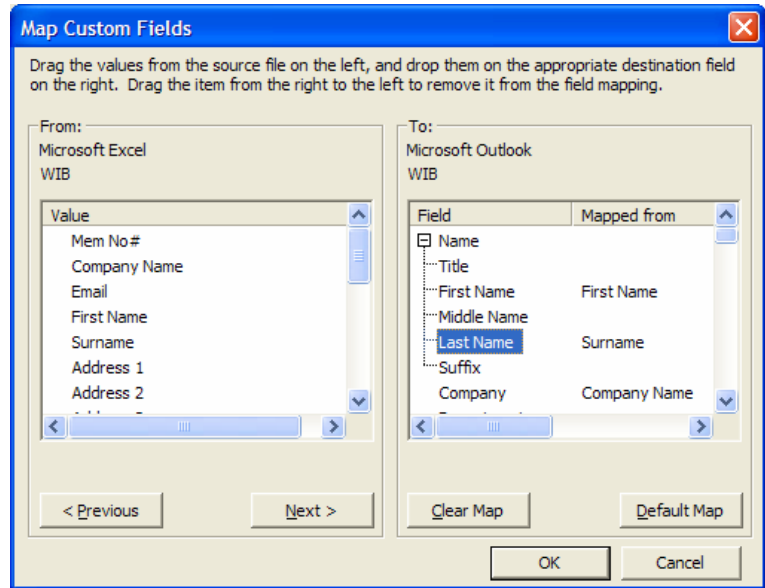 Map Custom Fields
Drag the values from the source file on the left, and drop them on the appropriate destination field
on the right. Drag the item from the right to the left to remove it from the field mapping.
From:
Microsoft Excel
WIB
Value
Mem No#
Company Name
Email
First Name
Surname
Address 1
Address 2
To:
Microsoft Outlook
WIB
Field Mapped from
Name
Title
First Name First Name
Middle Name
Last Name Surname
Suffix
Company Company Name
< Previous
Next >
Clear Map
Default Map
OK
Cancel